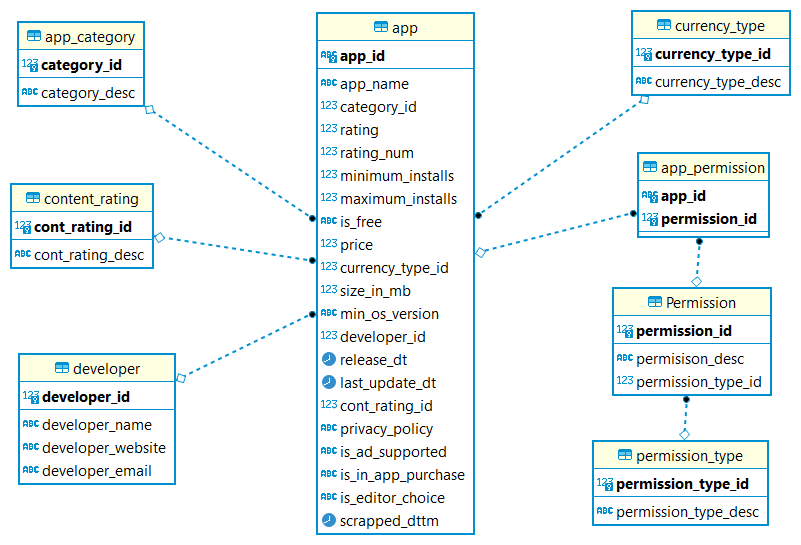 app_category
123 category_id
ABC category_desc
content_rating
123 cont_rating_id
ABC cont_rating_desc
developer
123 developer_id
ABC developer_name
ABC developer_website
ABC developer_email
app
ABC app_id
ABC app_name
123 category_id
123 rating
123 rating_num
123 minimum_installs
123 maximum_installs
ABC is_free
123 price
123 currency_type_id
123 size_in_mb
ABC min_os_version
123 developer_id
release_dt
last_update_dt
123 cont_rating_id
ABC privacy_policy
ABC is_ad_supported
ABC is_in_app_purchase
ABC is_editor_choice
scrapped_dttm
currency_type
123 currency_type_id
ABC currency_type_desc
app_permission
ABC app_id
123 permission_id
Permission
123 permission_id
ABC permisison_desc
123 permission_type_id
permission_type
123 permission_type_id
ABC permission_type_desc